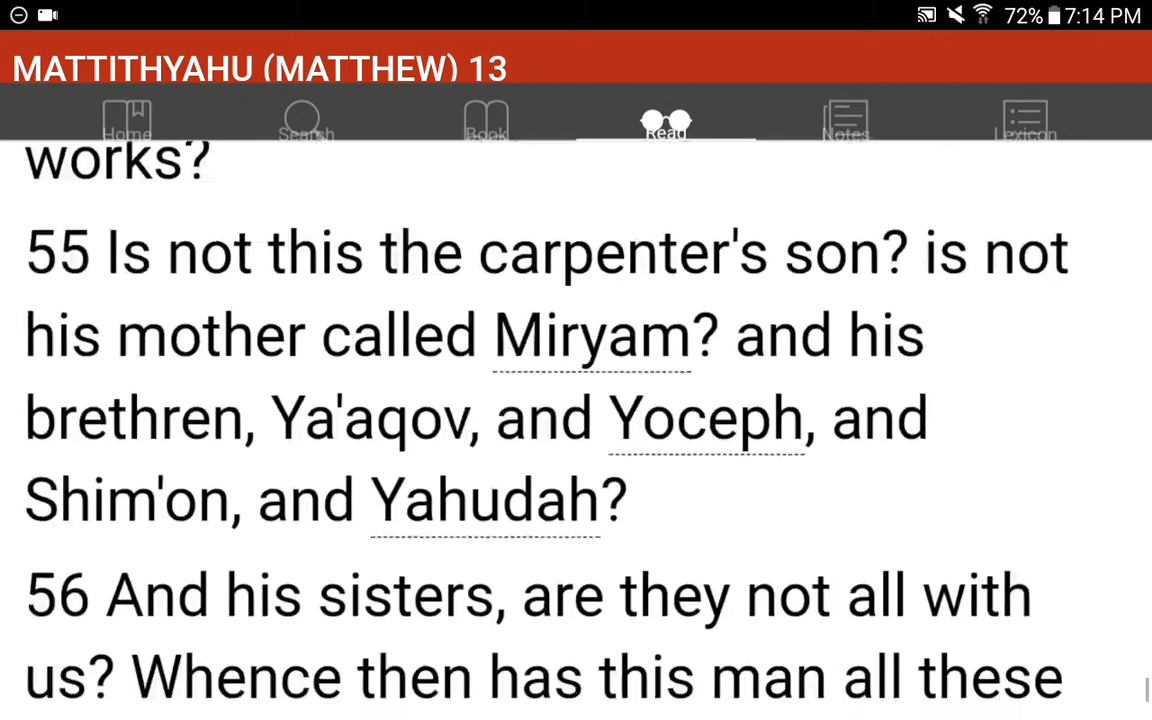 72% 7:14 PM
MATTITHYAHU (MATTHEW) 13
Home Search Book Read Notes Lexicon
works?
55 Is not this the carpenter's son? is not
his mother called Miryam? and his
brethren, Ya'aqov, and Yoceph, and
Shim'on, and Yahudah?
56 And his sisters, are they not all with
us? Whence then has this man all these